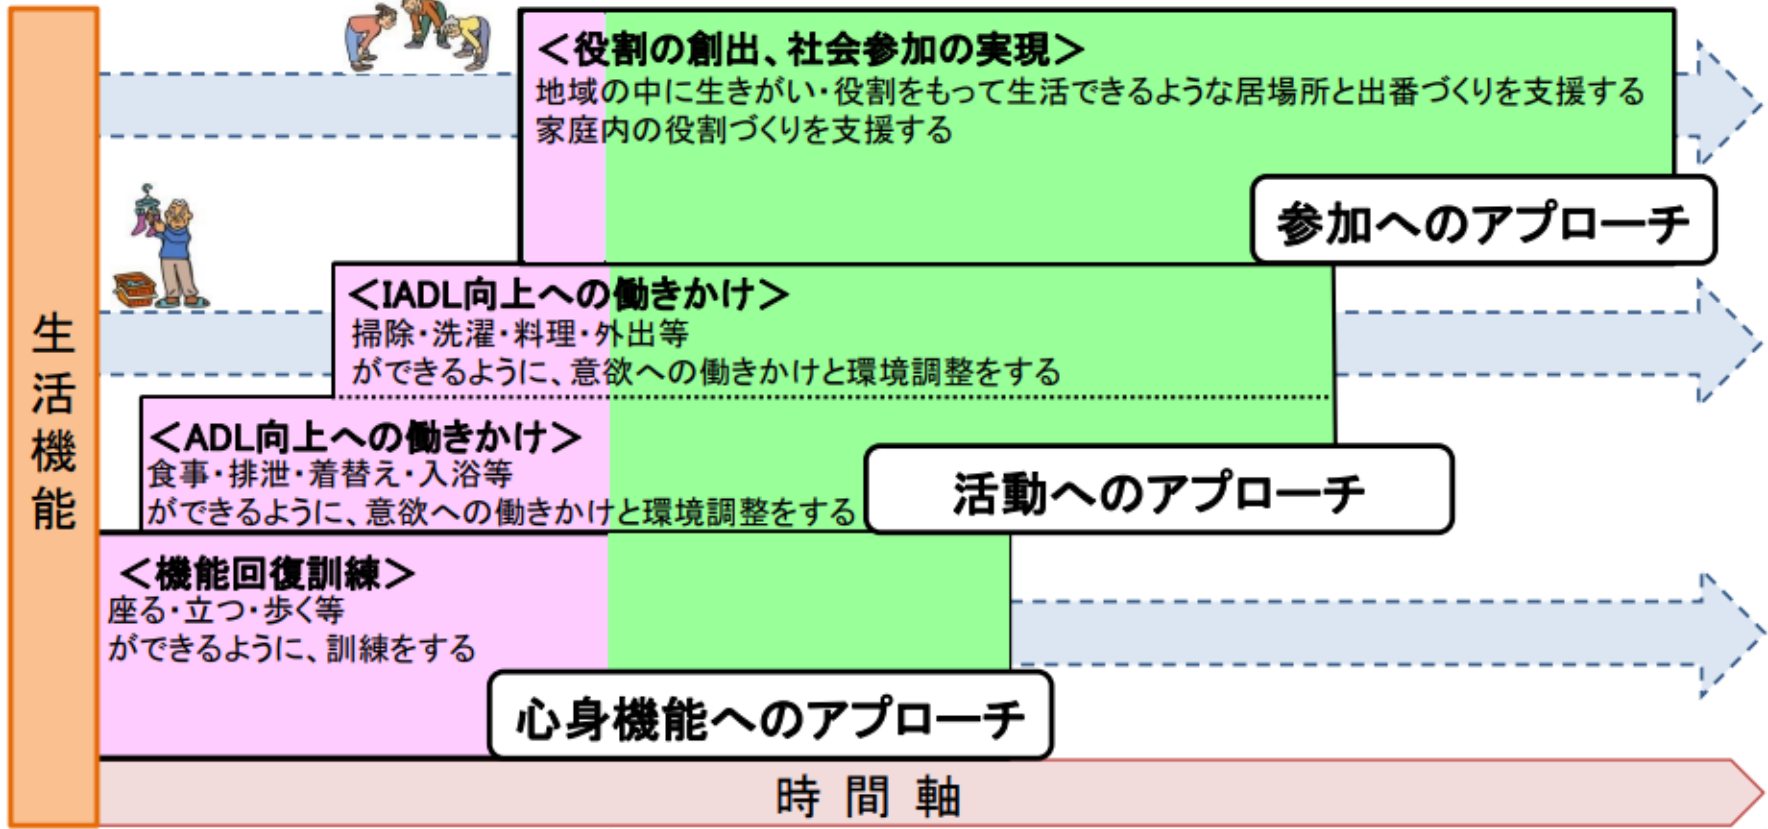 生活機能
<役割の創出、社会参加の実現>
地域の中に生きがい・役割をもって生活できるような居場所と出番づくりを支援する
家庭内の役割づくりを支援する
参加へのアプローチ
<IADL向上への働きかけ>
掃除・洗濯・料理・外出等
ができるように、意欲への働きかけと環境調整をする
<ADL向上への働きかけ>
食事・排泄・着替え・入浴等
ができるように、意欲への働きかけと環境調整をする
活動へのアプローチ
<機能回復訓練>
座る・立つ・歩く等
ができるように、訓練をする
心身機能へのアプローチ
時間軸